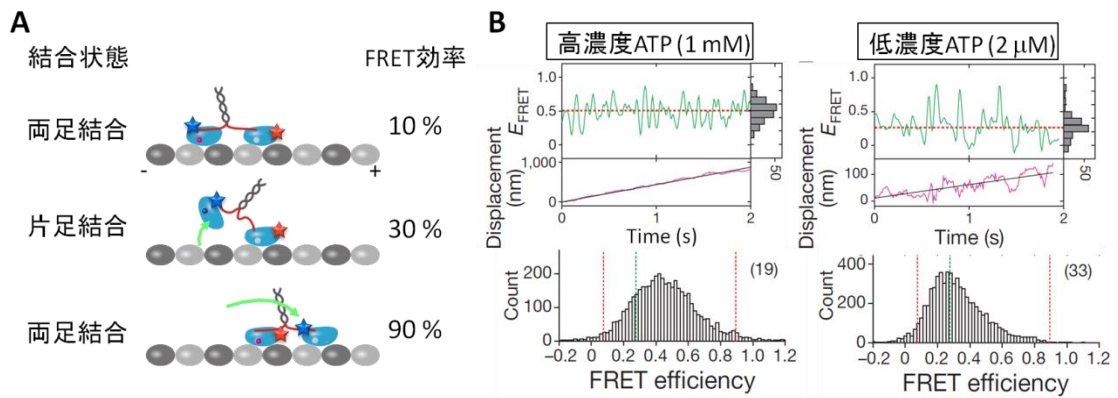 A
結合状態
FRET効率
両足結合
10 %
-
+
片足結合
30 %
両足結合
90 %
B
高濃度ATP (1 mM)
低濃度ATP (2 μM)
EFRET
1.0
0.5
0
50
Displacement (nm)
1,000
0
0
1
2
Time (s)
EFRET
1.0
0.5
0
50
Displacement (nm)
100
0
0
1
2
Time (s)
Count
200
100
0
(19)
-0.2 0 0.2 0.4 0.6 0.8 1.0 1.2
FRET efficiency
Count
400
200
0
(33)
-0.2 0 0.2 0.4 0.6 0.8 1.0 1.2
FRET efficiency